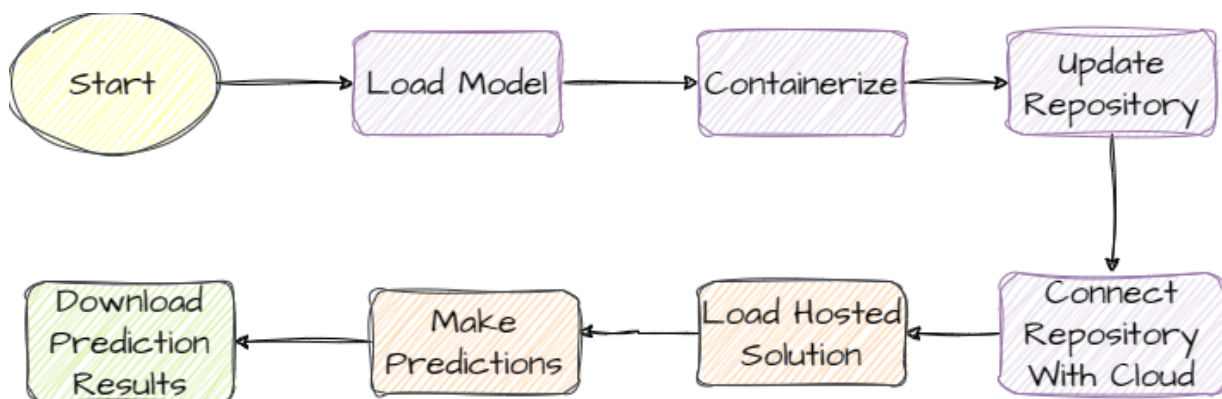 Start
Load Model
Containerize
Update
Repository
Connect
Repository
With Cloud
Load Hosted
Solution
Make
Predictions
Download
Prediction
Results